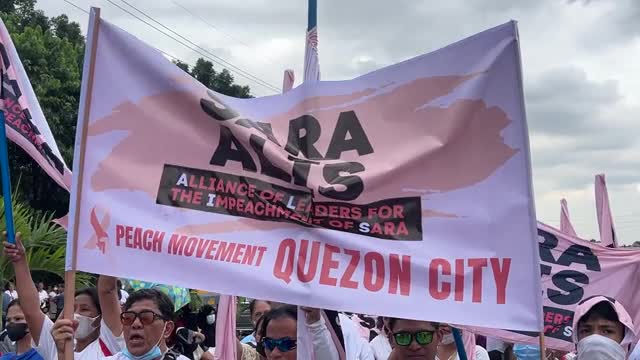 SARA
ALIS
ALLIANCE OF LEADERS FOR
THE IMPEACHMENT OF SARA
PEACH MOVEMENT QUEZON CITY